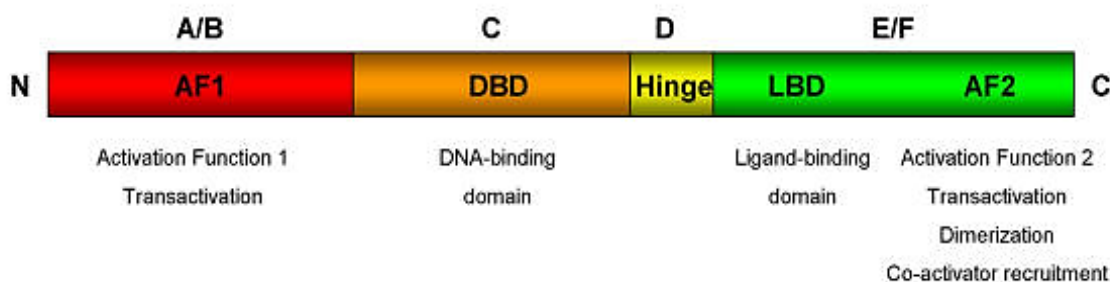 A/B C D E/F
N AF1 DBD Hinge LBD AF2 C
Activation Function 1 DNA-binding Ligand-binding Activation Function 2
Transactivation domain domain Transactivation
Dimerization
Co-activator recruitment